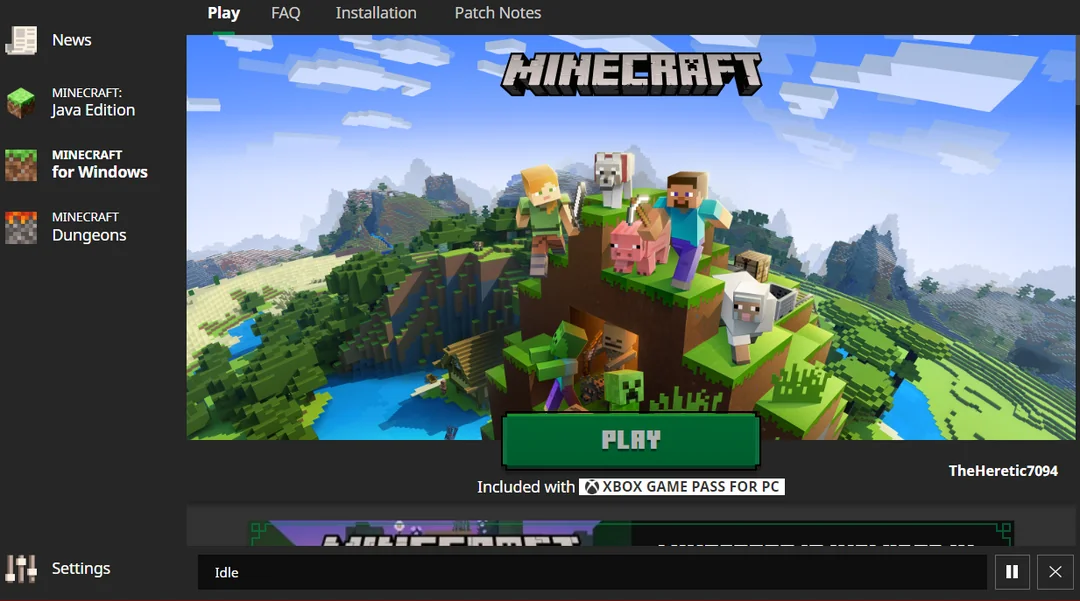 Play
FAQ
Installation
Patch Notes
News
MINECRAFT:
Java Edition
MINECRAFT
for Windows
MINECRAFT
Dungeons
MINECRAFT
PLAY
Included with XBOX GAME PASS FOR PC
TheHeretic7094
MINECRAFT
Settings
Idle